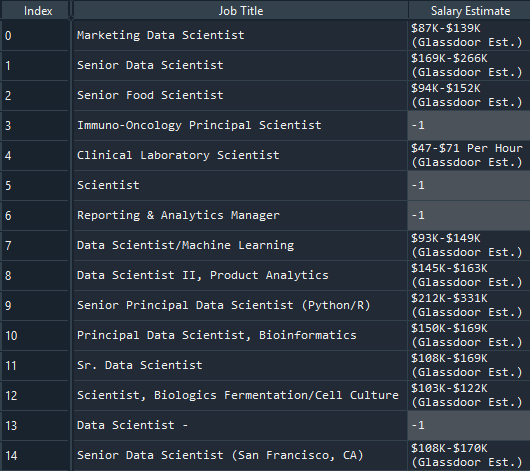 Index Job Title Salary Estimate
0 Marketing Data Scientist $87K-$139K
(Glassdoor Est.)
1 Senior Data Scientist $169K-$266K
(Glassdoor Est.)
2 Senior Food Scientist $94K-$152K
(Glassdoor Est.)
3 Immuno-Oncology Principal Scientist -1
4 Clinical Laboratory Scientist $47-$71 Per Hour
(Glassdoor Est.)
5 Scientist -1
6 Reporting & Analytics Manager -1
7 Data Scientist/Machine Learning $93K-$149K
(Glassdoor Est.)
8 Data Scientist II, Product Analytics $145K-$163K
(Glassdoor Est.)
9 Senior Principal Data Scientist (Python/R) $212K-$331K
(Glassdoor Est.)
10 Principal Data Scientist, Bioinformatics $150K-$169K
(Glassdoor Est.)
11 Sr. Data Scientist $108K-$169K
(Glassdoor Est.)
12 Scientist, Biologics Fermentation/Cell Culture $103K-$122K
(Glassdoor Est.)
13 Data Scientist - -1
14 Senior Data Scientist (San Francisco, CA) $108K-$170K
(Glassdoor Est.)